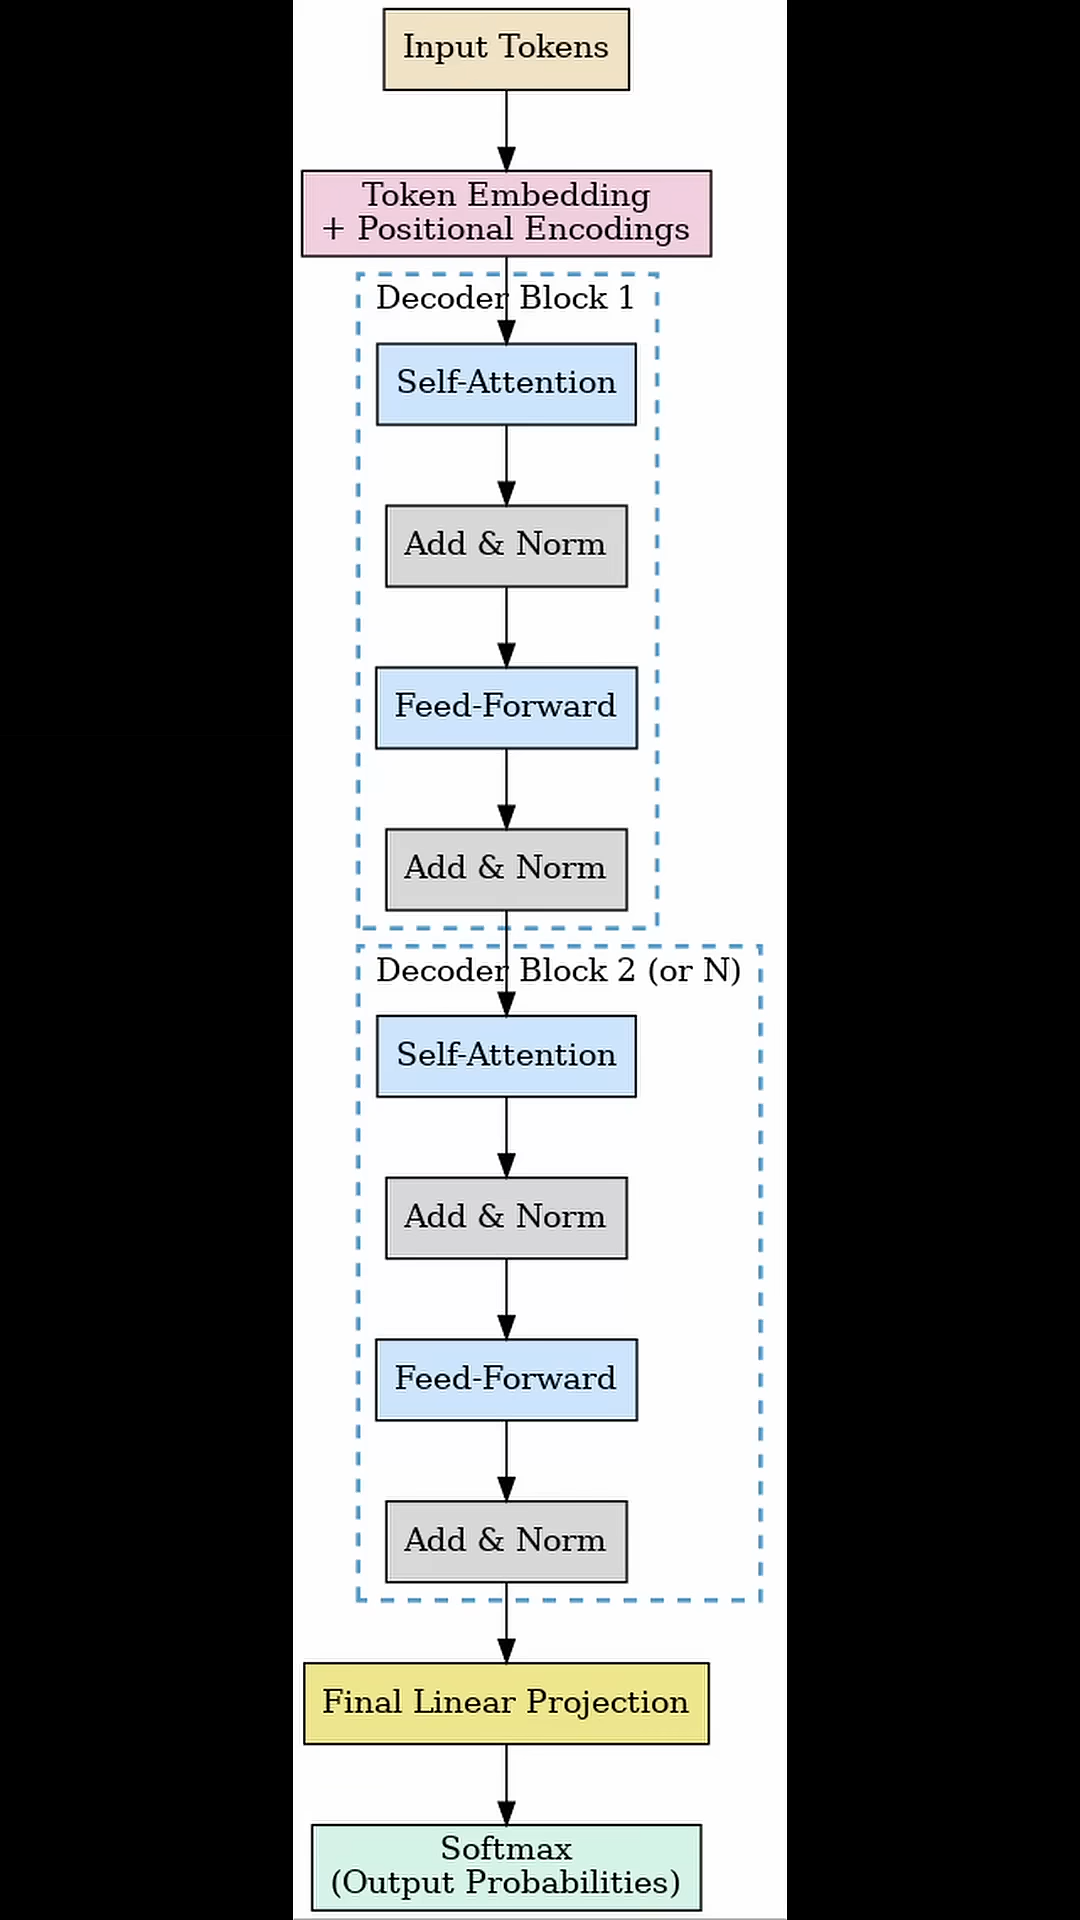 Input Tokens
Token Embedding
+ Positional Encodings
Decoder Block 1
Self-Attention
Add & Norm
Feed-Forward
Add & Norm
Decoder Block 2 (or N)
Self-Attention
Add & Norm
Feed-Forward
Add & Norm
Final Linear Projection
Softmax
(Output Probabilities)